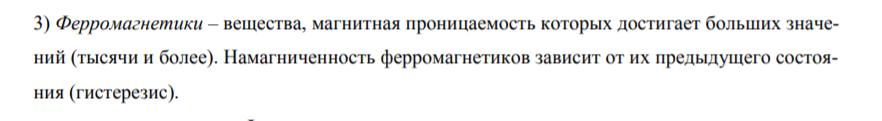 3) Ферромагнетики – вещества, магнитная проницаемость которых достигает больших значе-
ний (тысячи и более). Намагниченность ферромагнетиков зависит от их предыдущего состоя-
ния (гистерезис).